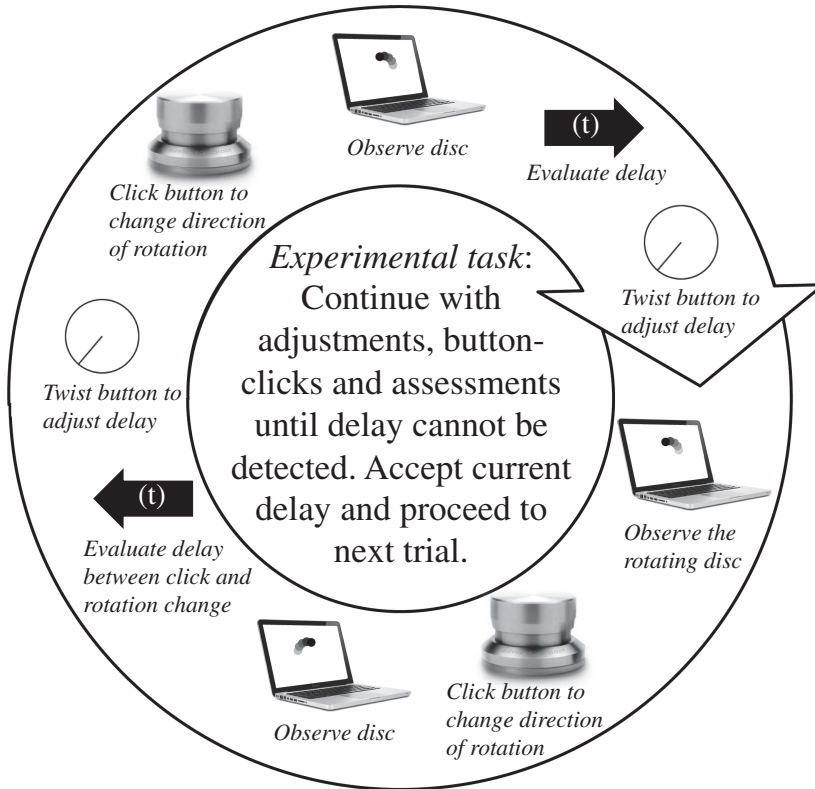 Observe disc
(t)
Evaluate delay
Twist button to
adjust delay
Observe the
rotating disc
Click button to
change direction
of rotation
Observe disc
(t)
Evaluate delay
between click and
rotation change
Twist button to
adjust delay
Click button to
change direction
of rotation
Experimental task:
Continue with
adjustments, button-
clicks and assessments
until delay cannot be
detected. Accept current
delay and proceed to
next trial.